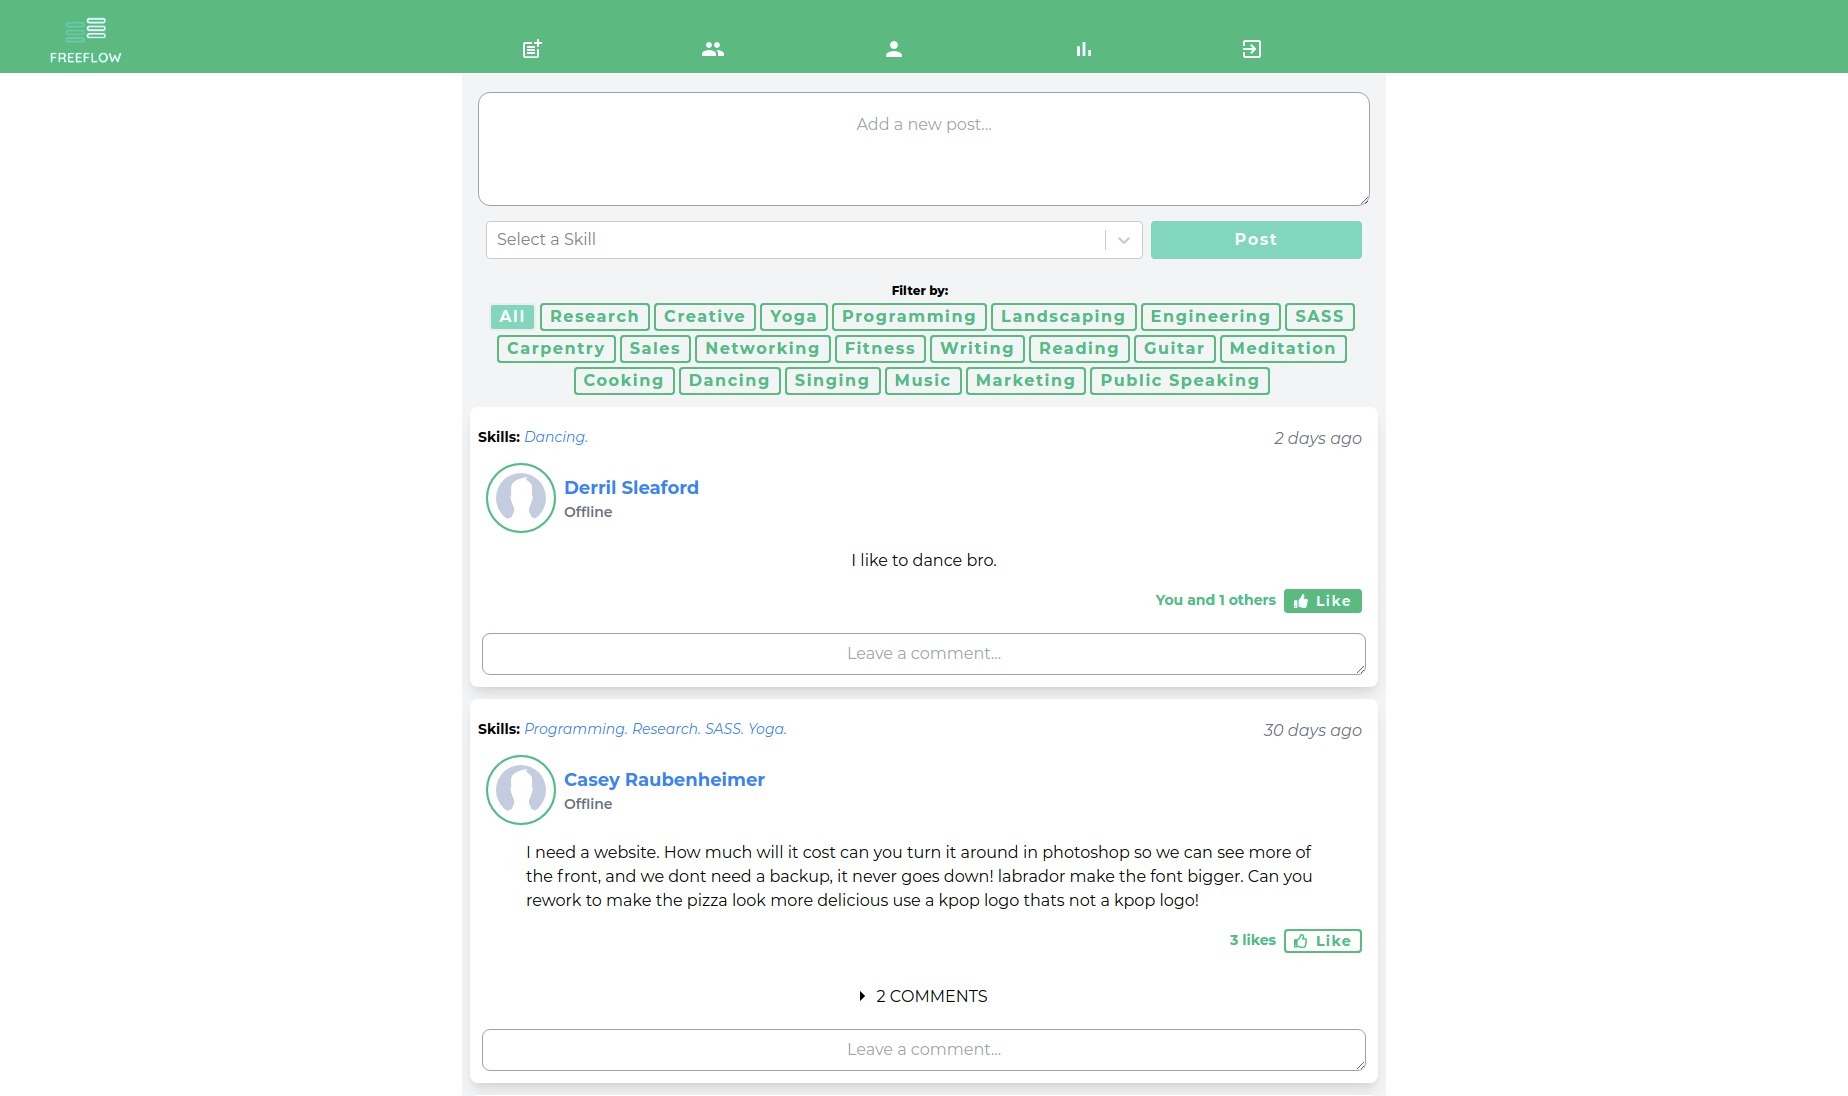 FREEFLOW
Add a new post...
Select a Skill
Post
Filter by:
All Research Creative Yoga Programming Landscaping Engineering SASS
Carpentry Sales Networking Fitness Writing Reading Guitar Meditation
Cooking Dancing Singing Music Marketing Public Speaking
Skills: Dancing.
2 days ago
Derril Sleaford
Offline
I like to dance bro.
You and 1 others
Like
Leave a comment...
Skills: Programming. Research. SASS. Yoga.
30 days ago
Casey Raubenheimer
Offline
I need a website. How much will it cost can you turn it around in photoshop so we can see more of
the front, and we dont need a backup, it never goes down! labrador make the font bigger. Can you
rework to make the pizza look more delicious use a kpop logo thats not a kpop logo!
3 likes
Like
2 COMMENTS
Leave a comment...